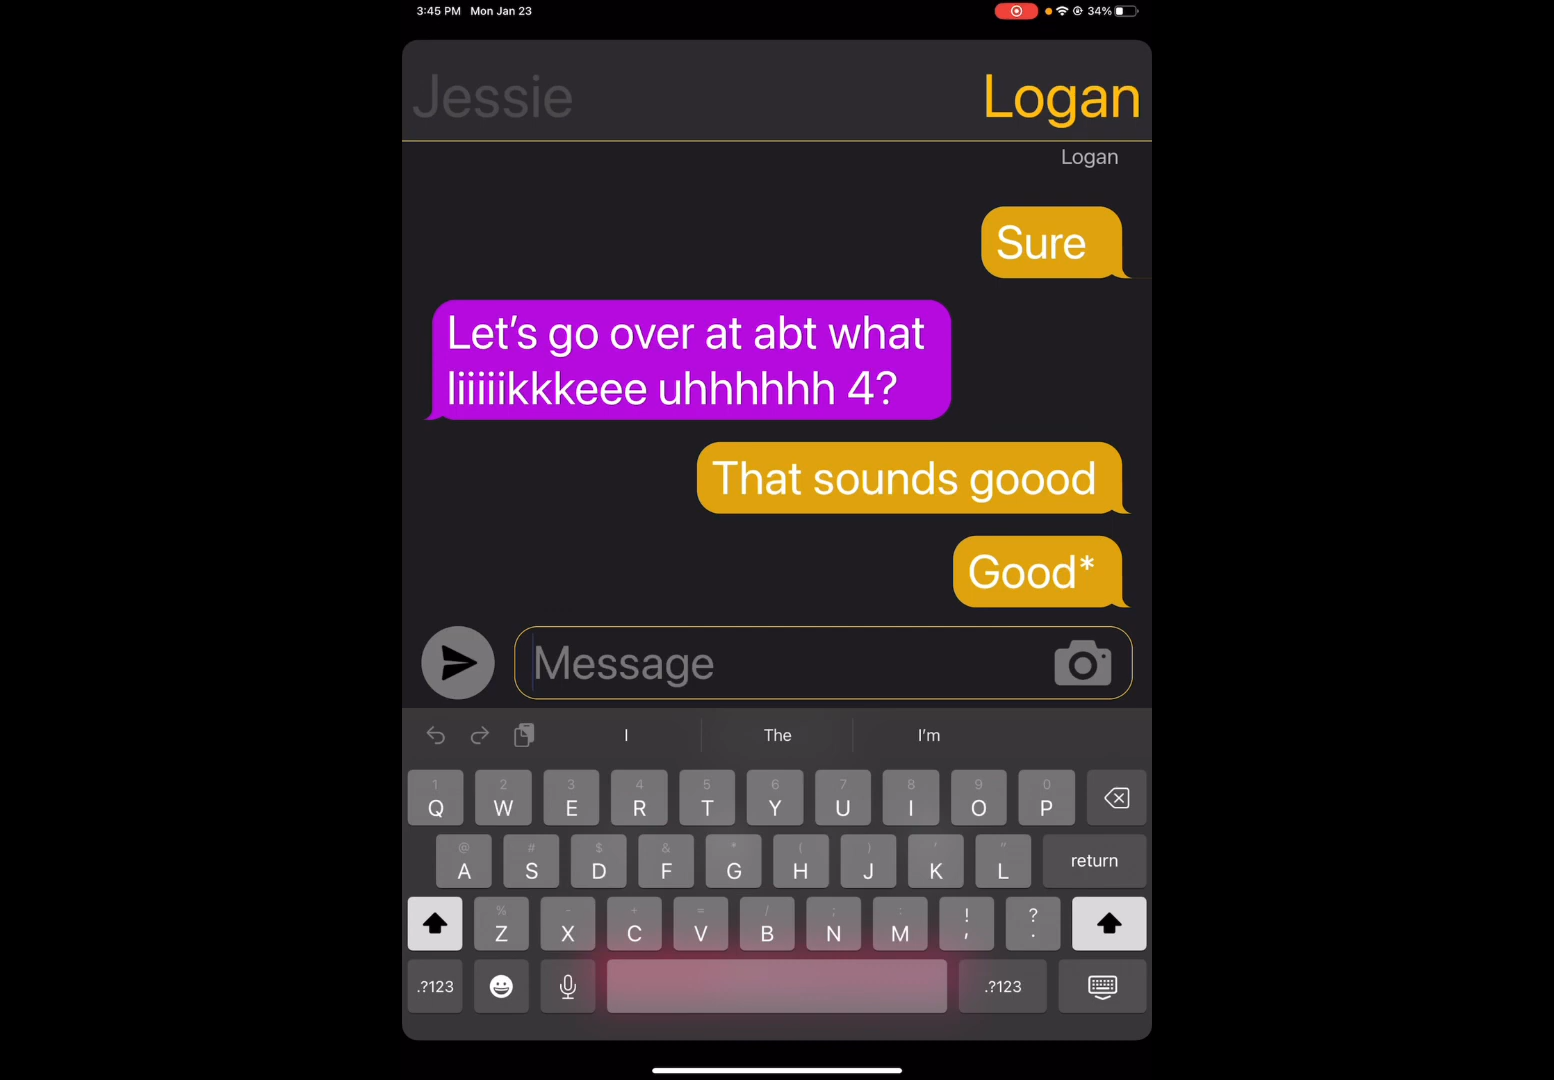 3:45 PM Mon Jan 23 34%
Jessie Logan
Logan
Sure
Let’s go over at abt what
liiiiikkkeee uhhhhhh 4?
That sounds goood
Good*
Message
I The I’m
1 2 3 4 5 6 7 8 9 0
Q W E R T Y U I O P
@ # $ & * ( ) ' "
A S D F G H J K L return
% - + = / ; : ! ?
Z X C V B N M , .
.?123 .?123